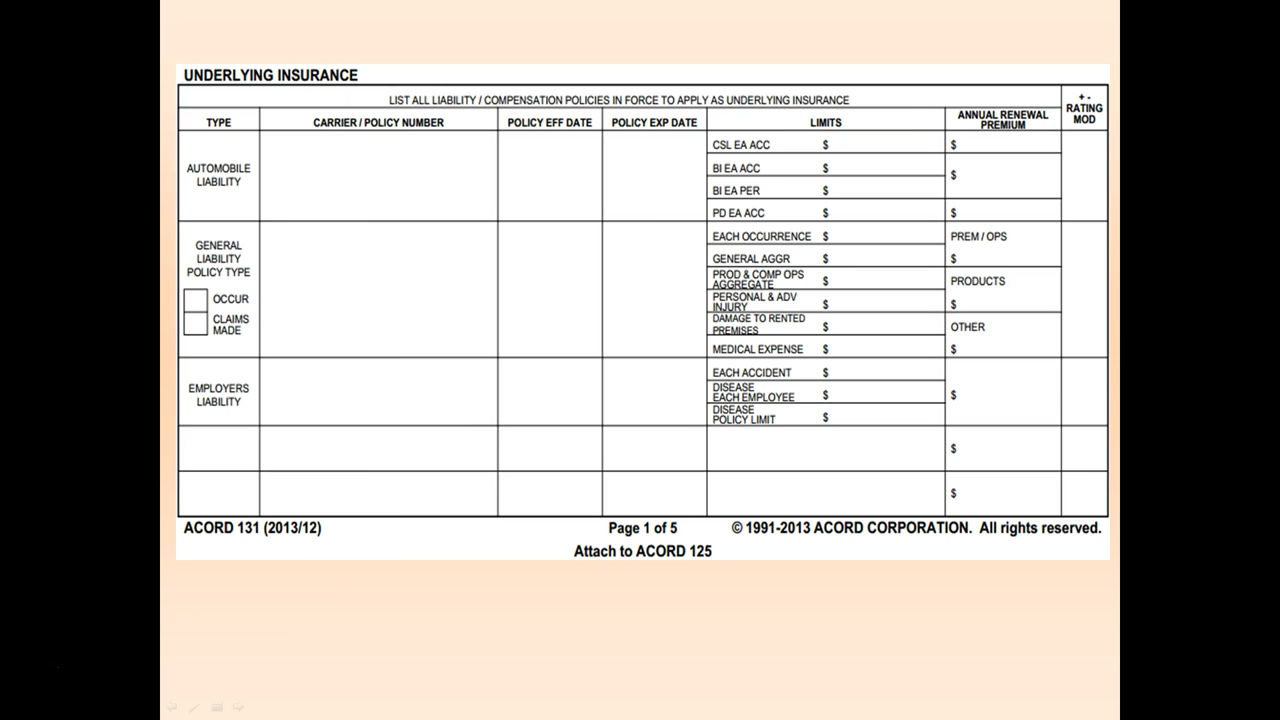 UNDERLYING INSURANCE
LIST ALL LIABILITY / COMPENSATION POLICIES IN FORCE TO APPLY AS UNDERLYING INSURANCE
+ -
RATING
MOD
TYPE
CARRIER / POLICY NUMBER
POLICY EFF DATE
POLICY EXP DATE
LIMITS
ANNUAL RENEWAL
PREMIUM
AUTOMOBILE
LIABILITY
CSL EA ACC $
$
BI EA ACC $
$
BI EA PER $
PD EA ACC $
$
GENERAL
LIABILITY
POLICY TYPE
OCCUR
CLAIMS
MADE
EACH OCCURRENCE $
PREM / OPS
GENERAL AGGR $
$
PROD & COMP OPS
AGGREGATE $
PRODUCTS
PERSONAL & ADV
INJURY $
$
DAMAGE TO RENTED
PREMISES $
OTHER
MEDICAL EXPENSE $
$
EMPLOYERS
LIABILITY
EACH ACCIDENT $
DISEASE
EACH EMPLOYEE $
$
DISEASE
POLICY LIMIT $
$
$
ACORD 131 (2013/12)
Page 1 of 5
© 1991-2013 ACORD CORPORATION. All rights reserved.
Attach to ACORD 125